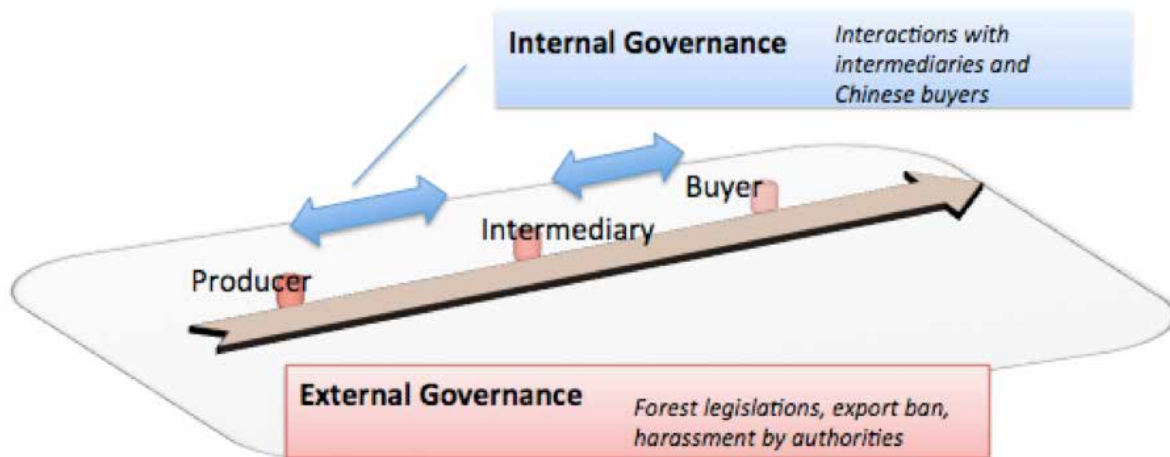 Internal Governance
Interactions with
intermediaries and
Chinese buyers
Buyer
Intermediary
Producer
External Governance
Forest legislations, export ban,
harassment by authorities